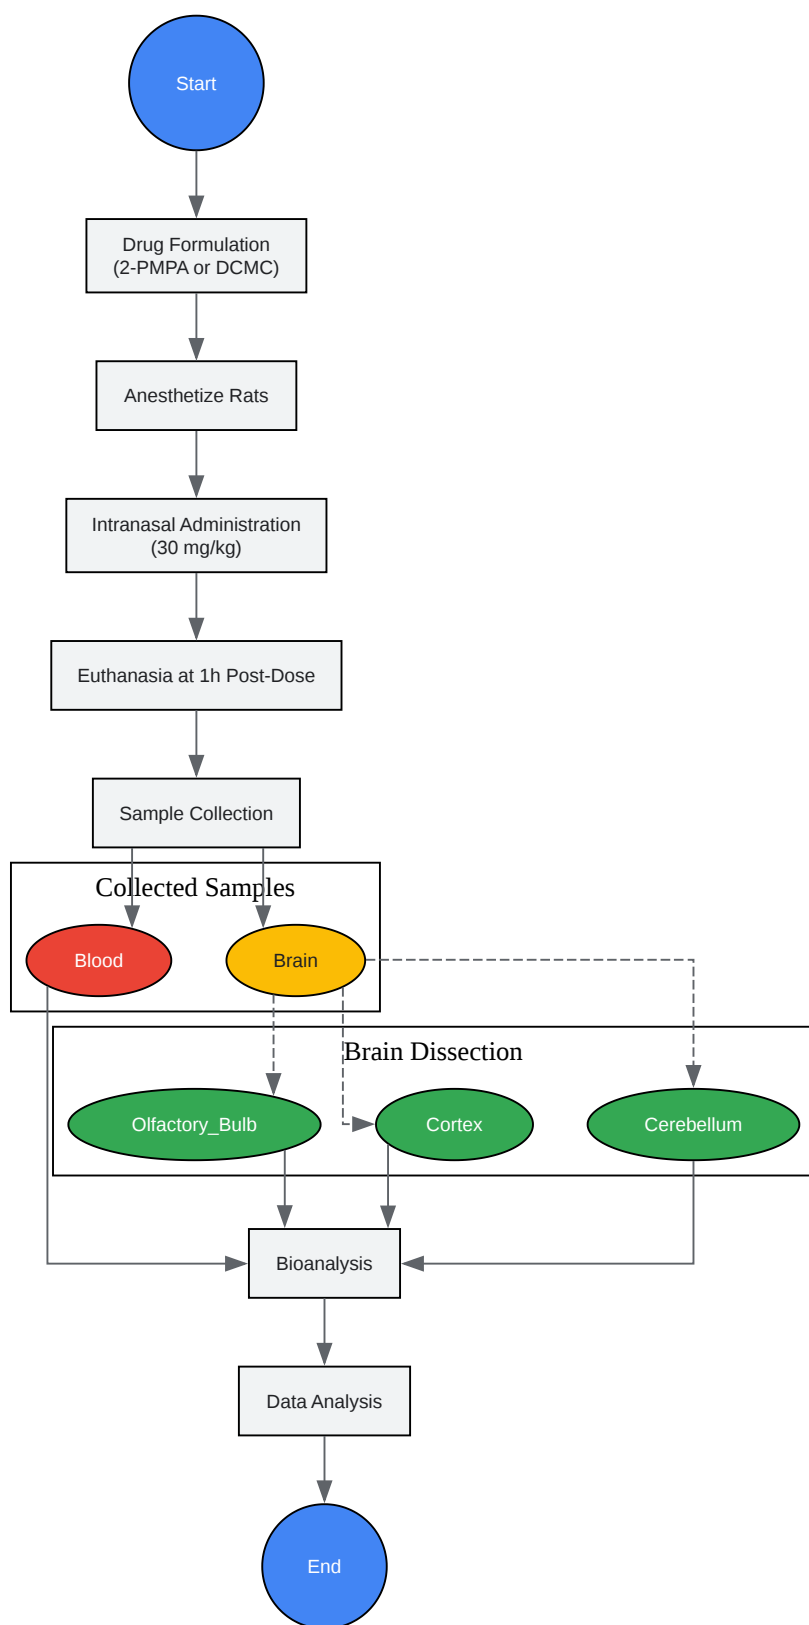 Start
Drug Formulation
(2-PMPA or DCMC)
Anesthetize Rats
Intranasal Administration
(30 mg/kg)
Euthanasia at 1h Post-Dose
Sample Collection
Collected Samples
Blood
Brain
Brain Dissection
Olfactory_Bulb
Cortex
Cerebellum
Bioanalysis
Data Analysis
End